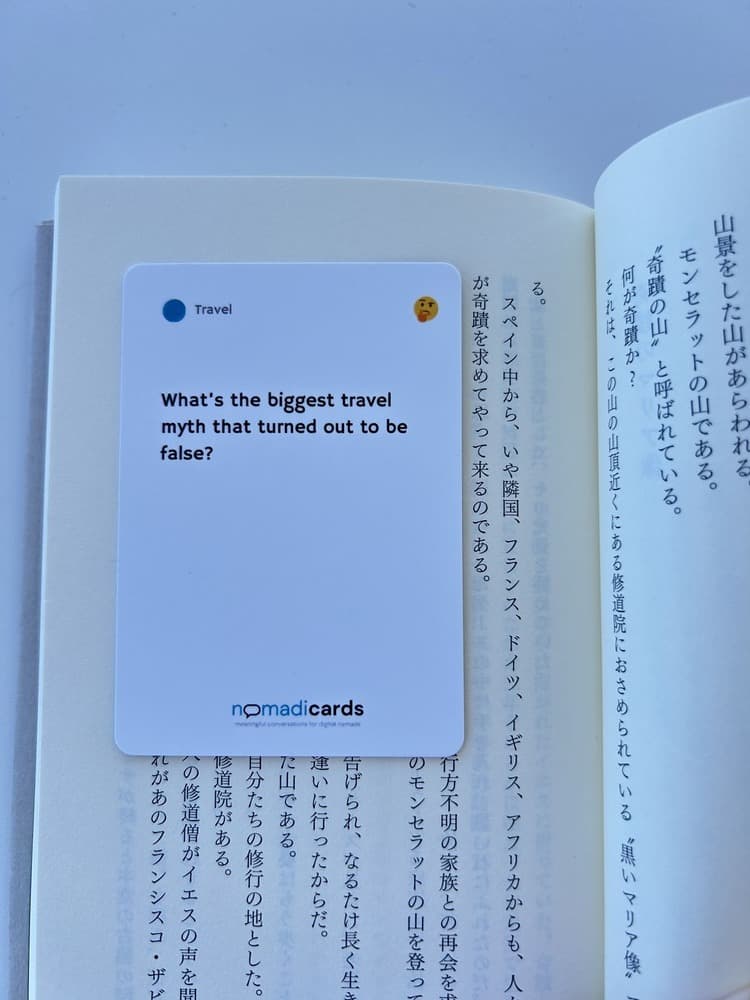 Travel
What's the biggest travel
myth that turned out to be
false?
nomadicards
meaningful conversations for digital nomads
山景をした山があらわれる。
モンセラットの山である。
〝奇蹟の山〟と呼ばれている。
何が奇蹟か?
それは、この山の山頂近くにある修道院におさめられている〝黒いマリア像〟
る。
スペイン中から、いや隣国、フランス、ドイツ、イギリス、アフリカからも、人
が奇蹟を求めてやって来るのである。
行方不明の家族との再会を求
のモンセラットの山を登って
告げられ、なるたけ長く生き
逢いに行ったからだ。
た山である。
自分たちの修行の地とした。
修道院がある。
の修道僧がイエスの声を聞
れがあのフランシスコ・ザビ